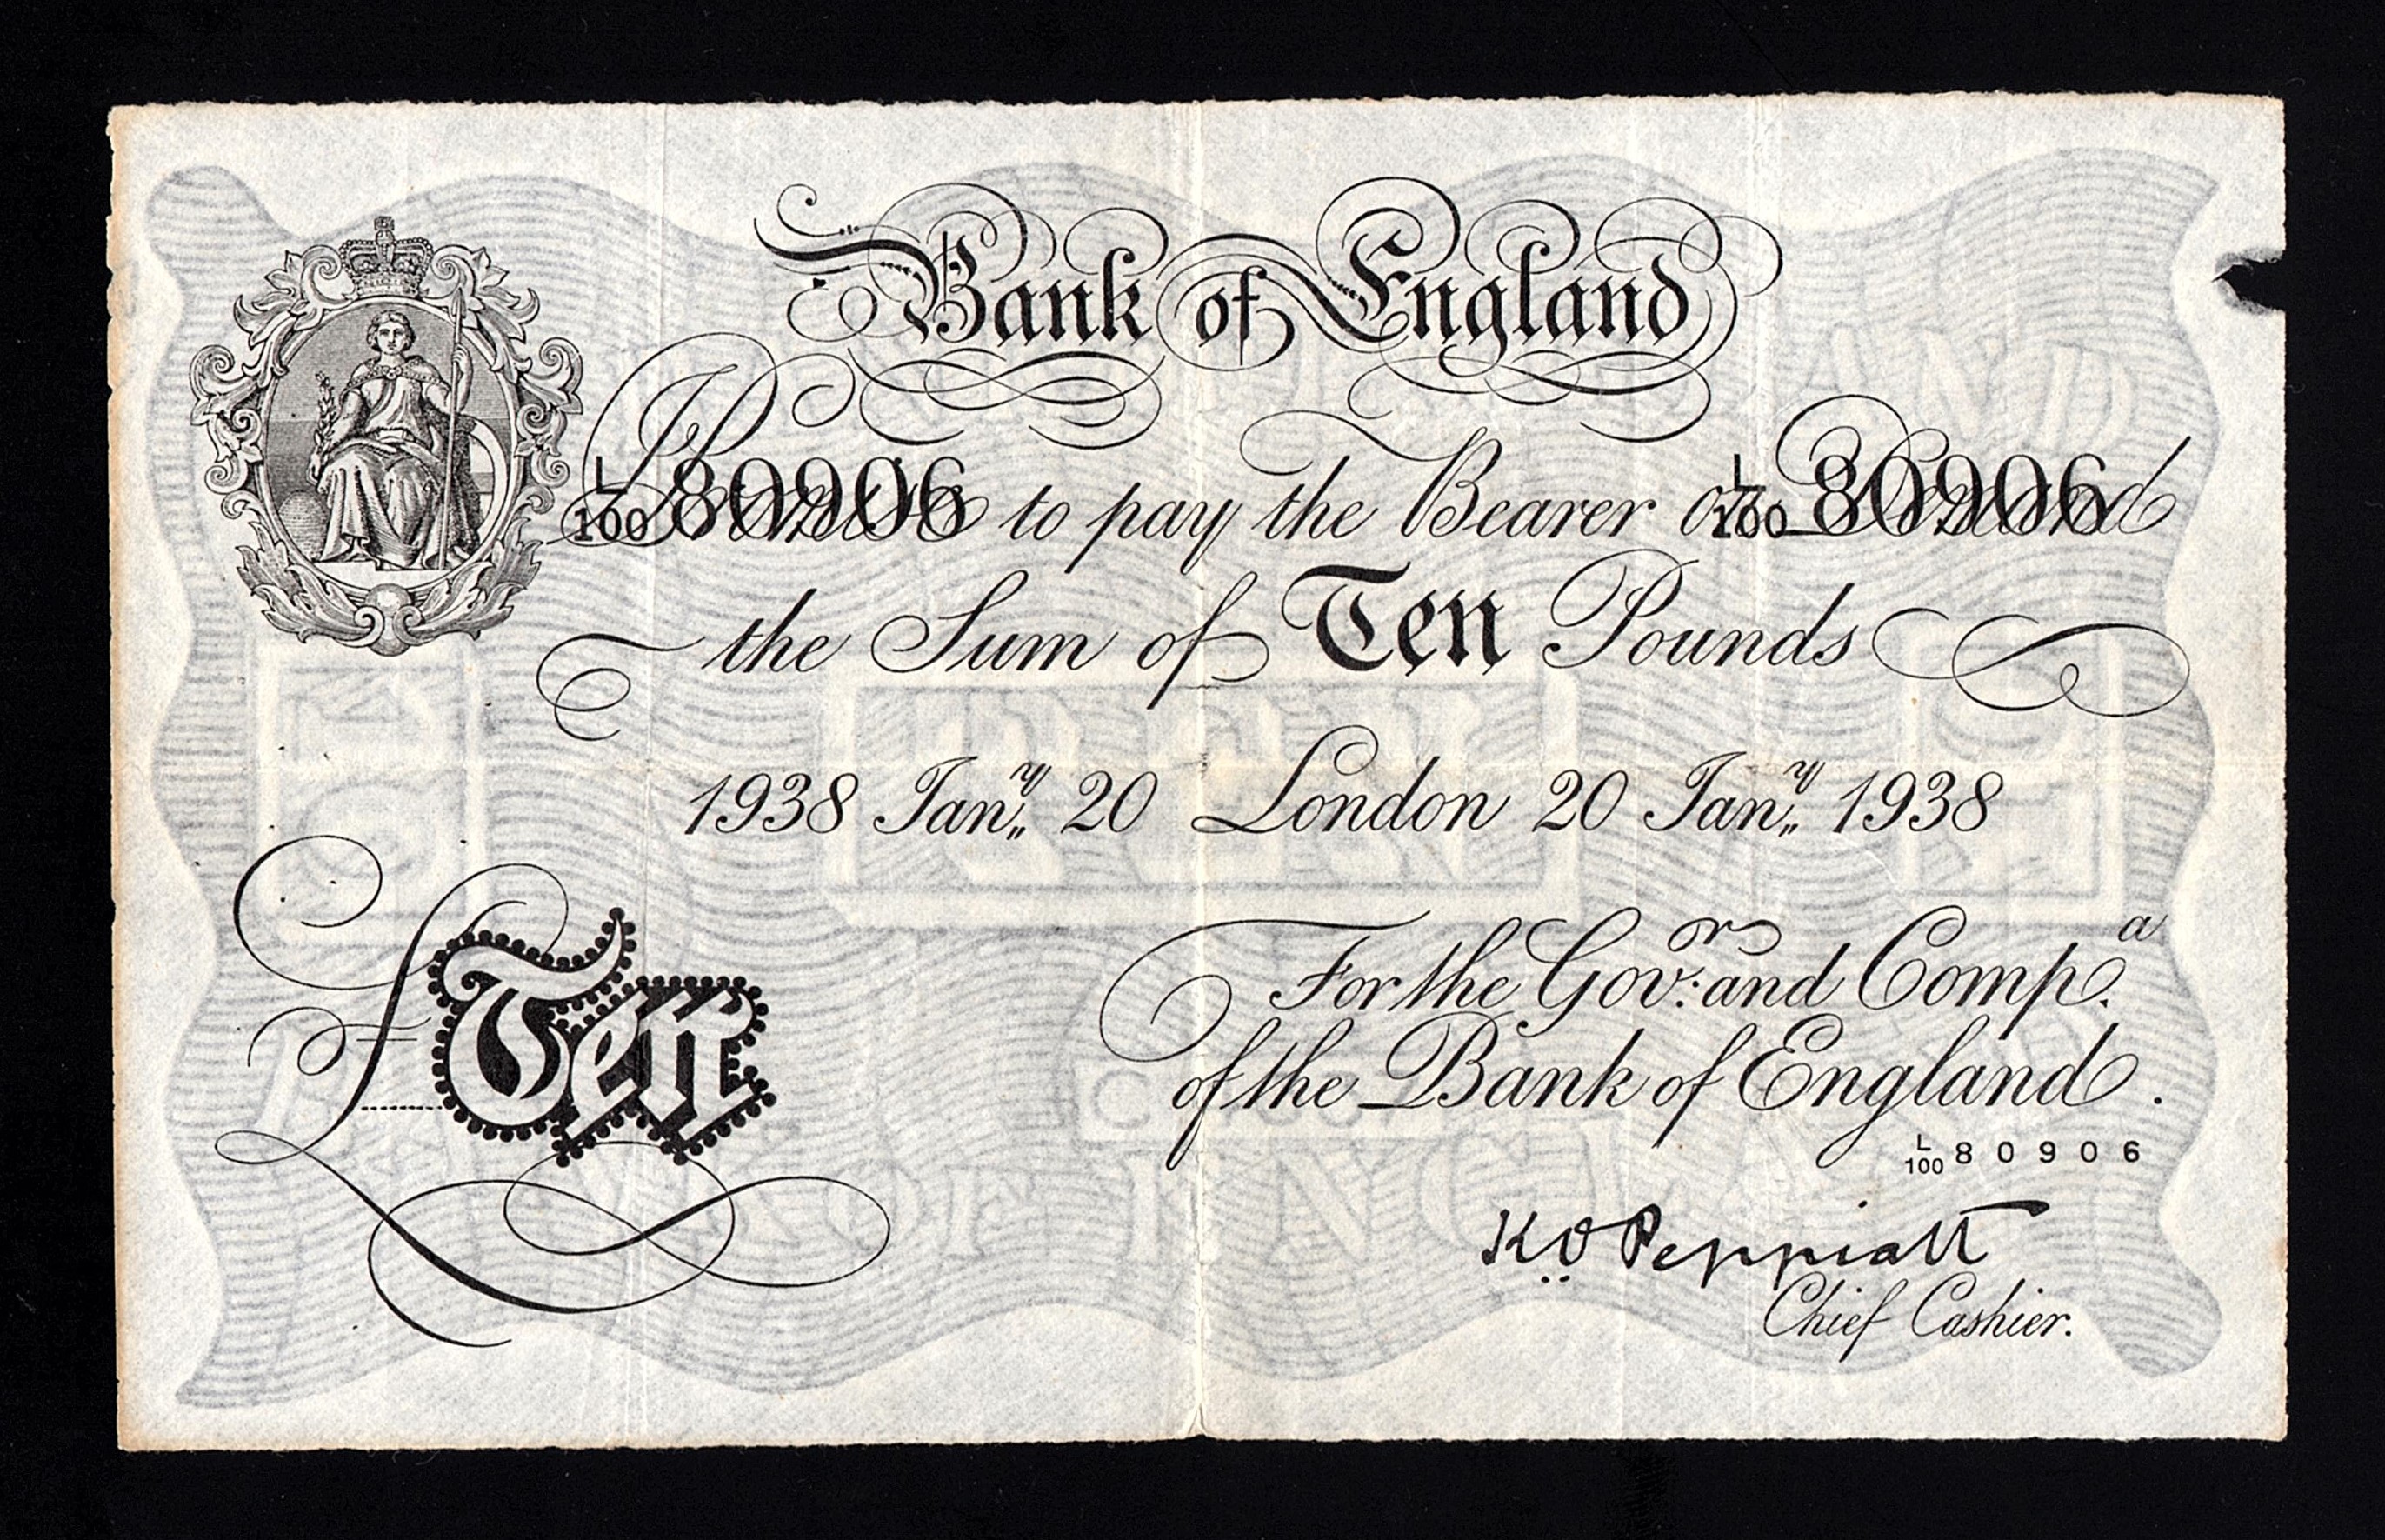 Bank of England
L/100 80906 Promise to pay the Bearer on Demand L/100 80906
the Sum of Ten Pounds
1938 Jany 20 London 20 Jany 1938
For the Govor: and Compa.
£ Ten
of the Bank of England.
L/100 80906
K.O. Peppiatt
Chief Cashier.